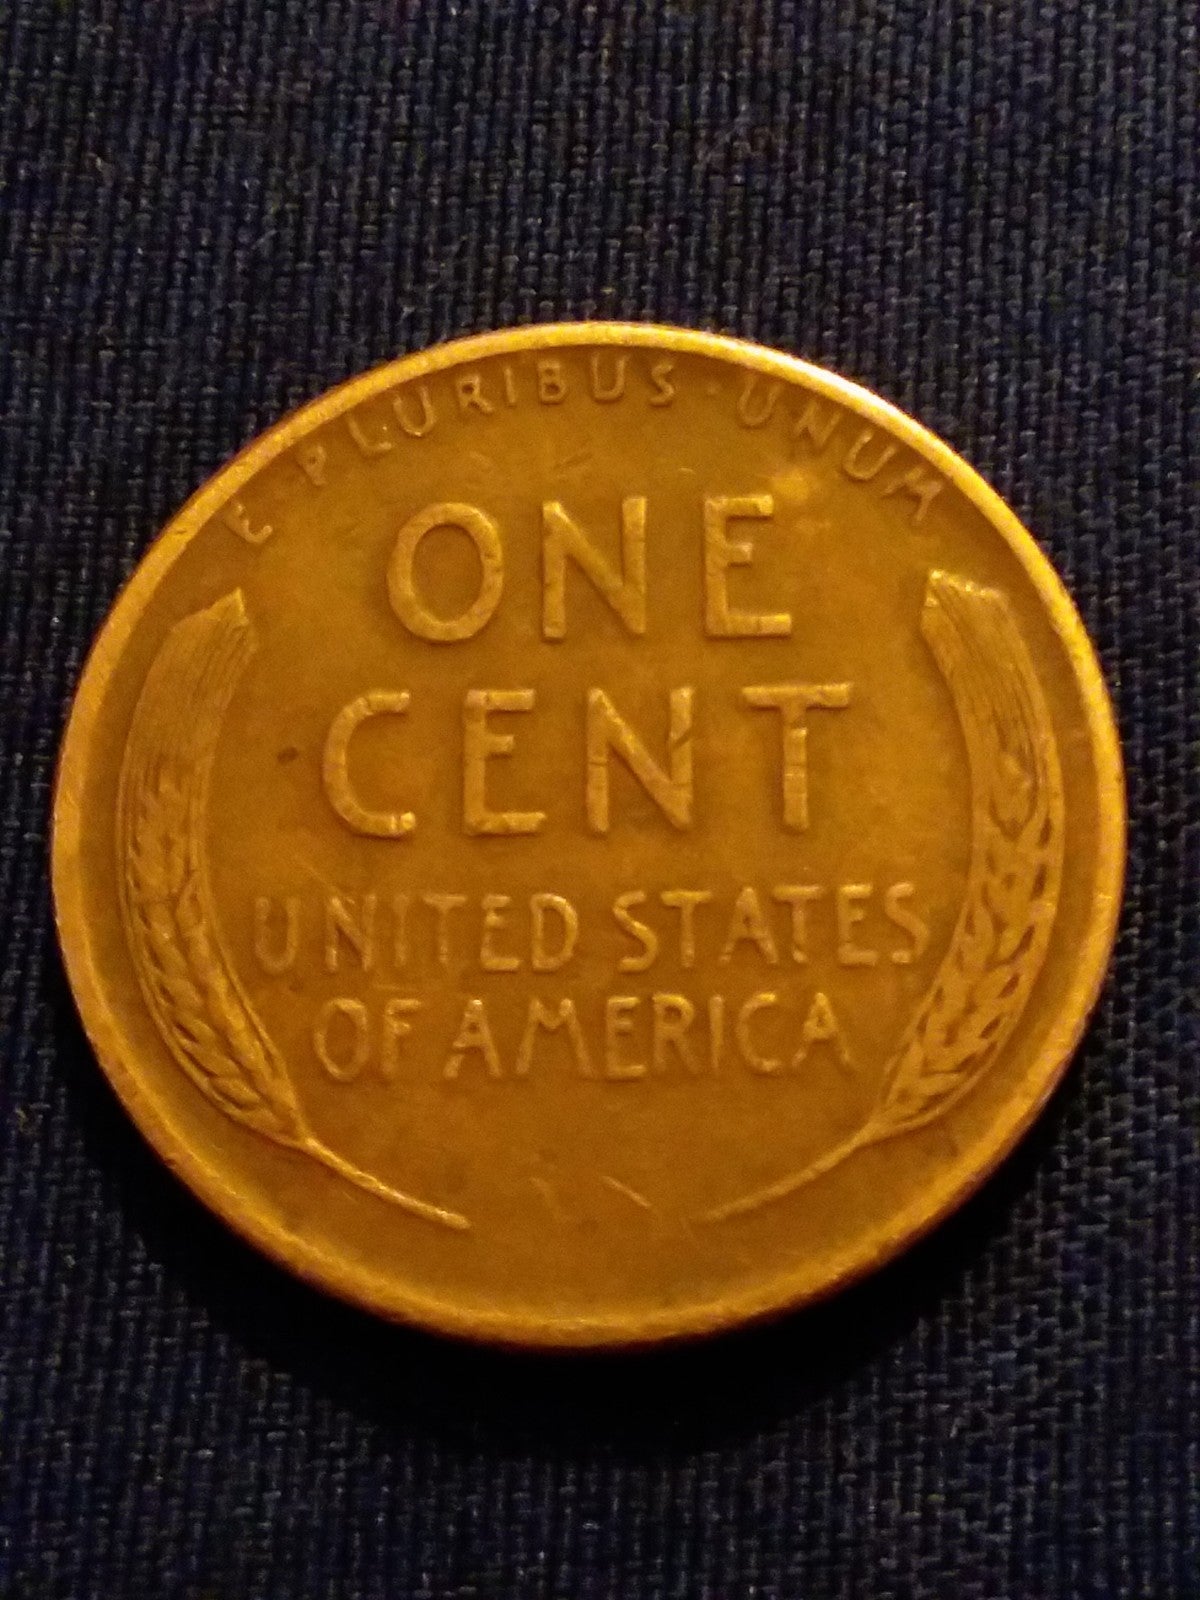 E PLURIBUS · UNUM
ONE
CENT
UNITED STATES
OF AMERICA